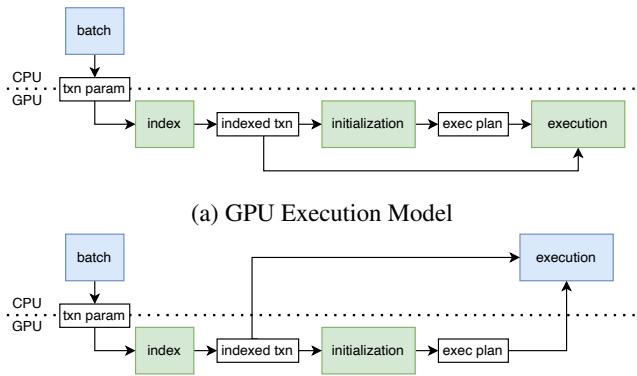 batch
CPU
txn param
GPU
index
indexed txn
initialization
exec plan
execution
(a) GPU Execution Model
batch
execution
CPU
txn param
GPU
index
indexed txn
initialization
exec plan